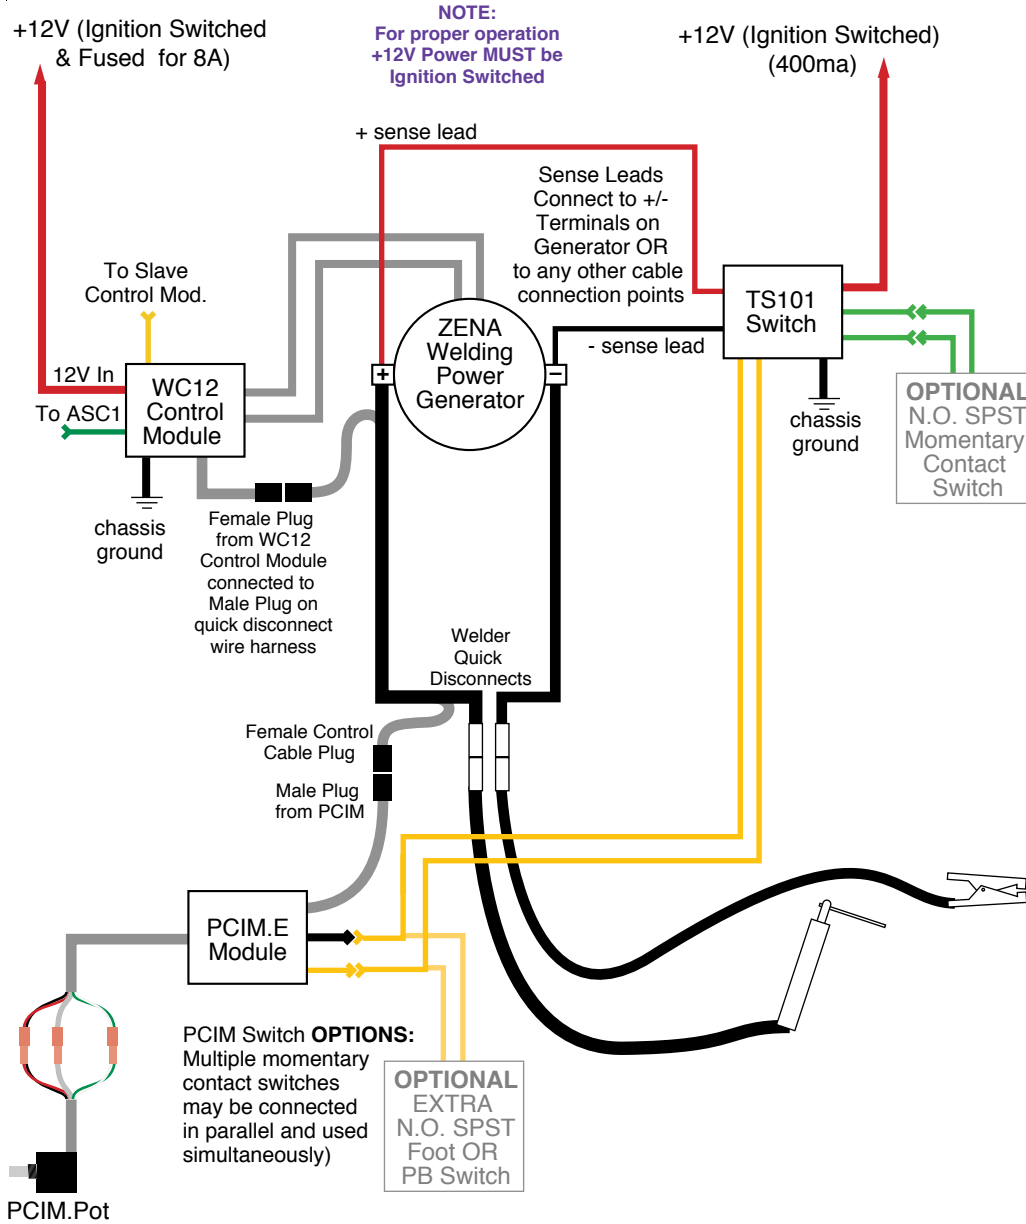 +12V (Ignition Switched
& Fused for 8A)
NOTE:
For proper operation
+12V Power MUST be
Ignition Switched
+12V (Ignition Switched)
(400ma)
+ sense lead
Sense Leads
Connect to +/-
Terminals on
Generator OR
to any other cable
connection points
To Slave
Control Mod.
TS101
Switch
ZENA
Welding
Power
Generator
+
–
- sense lead
12V In
WC12
Control
Module
To ASC1
chassis
ground
chassis
ground
OPTIONAL
N.O. SPST
Momentary
Contact
Switch
Female Plug
from WC12
Control Module
connected to
Male Plug on
quick disconnect
wire harness
Welder
Quick
Disconnects
Female Control
Cable Plug
Male Plug
from PCIM
PCIM.E
Module
PCIM Switch OPTIONS:
Multiple momentary
contact switches
may be connected
in parallel and used
simultaneously)
OPTIONAL
EXTRA
N.O. SPST
Foot OR
PB Switch
PCIM.Pot